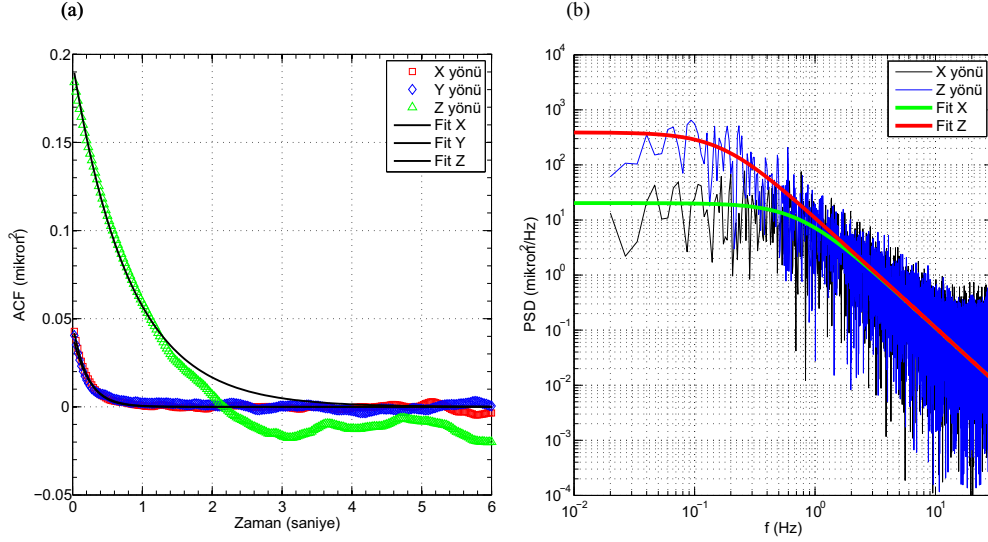 (a)
0.2
0.15
0.1
0.05
0
−0.05
ACF (mikron²)
0 1 2 3 4 5 6
Zaman (saniye)
X yönü
Y yönü
Z yönü
Fit X
Fit Y
Fit Z
(b)
10⁴
10³
10²
10¹
10⁰
10⁻¹
10⁻²
10⁻³
10⁻⁴
PSD (mikron²/Hz)
10⁻² 10⁻¹ 10⁰ 10¹
f (Hz)
X yönü
Z yönü
Fit X
Fit Z